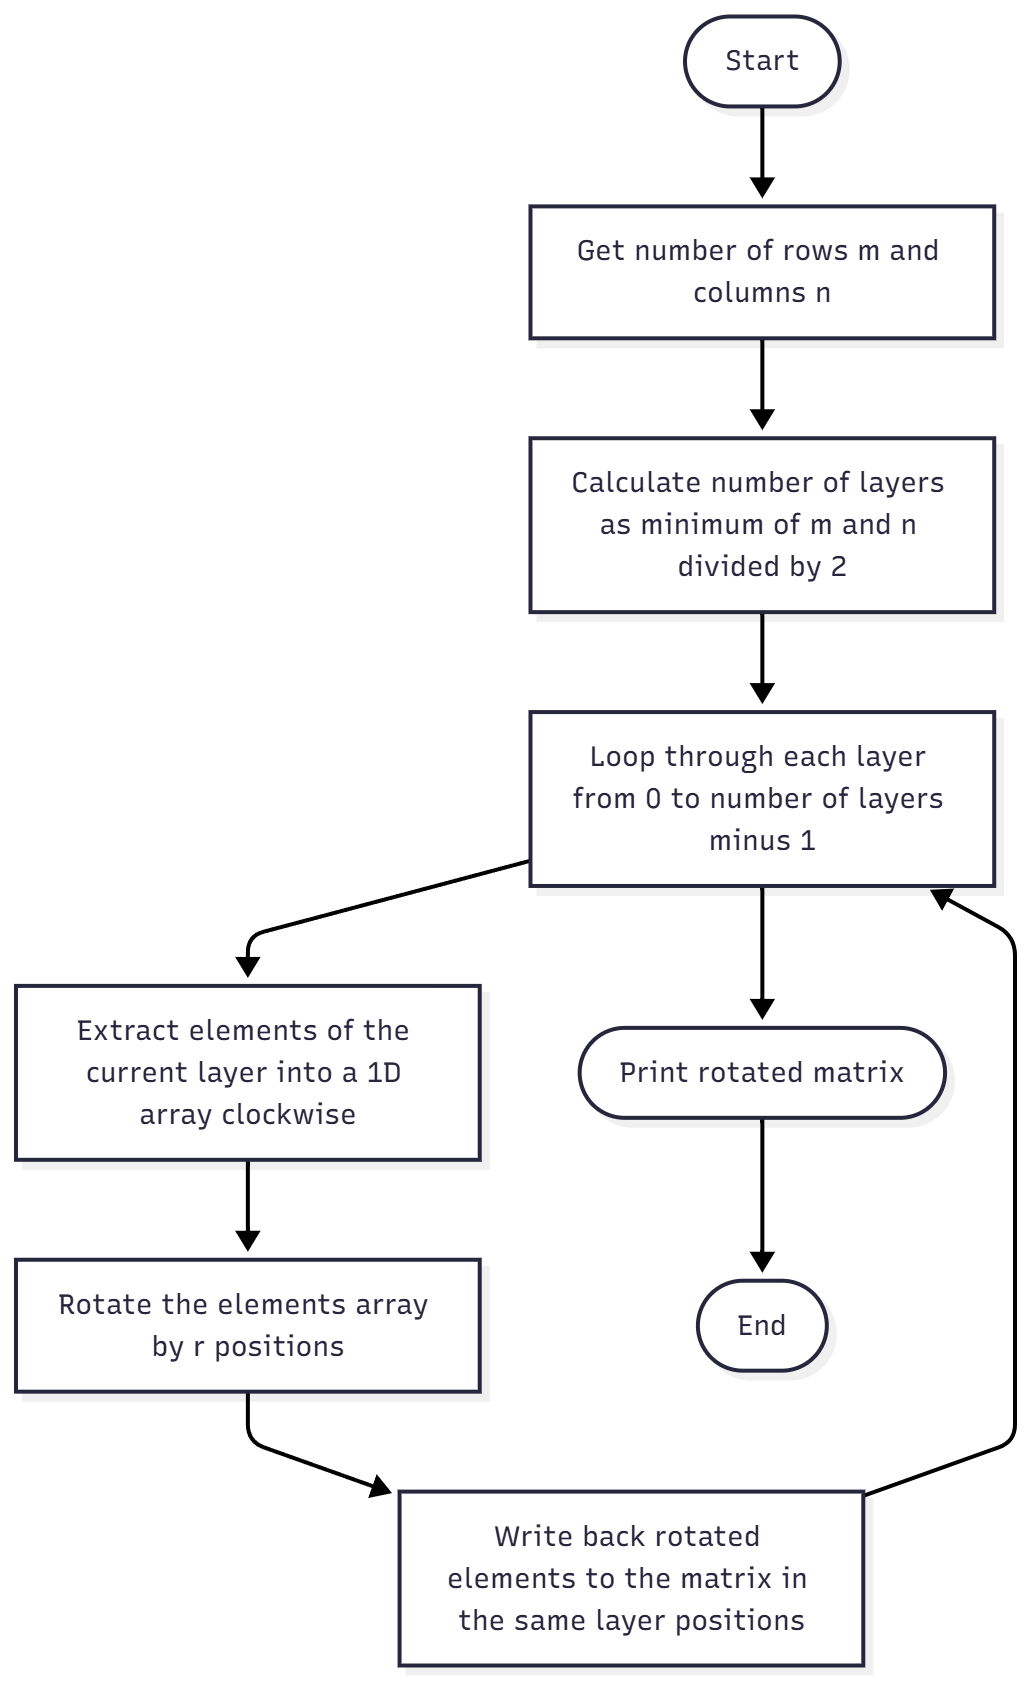 Start
Get number of rows m and
columns n
Calculate number of layers
as minimum of m and n
divided by 2
Loop through each layer
from 0 to number of layers
minus 1
Extract elements of the
current layer into a 1D
array clockwise
Print rotated matrix
Rotate the elements array
by r positions
End
Write back rotated
elements to the matrix in
the same layer positions